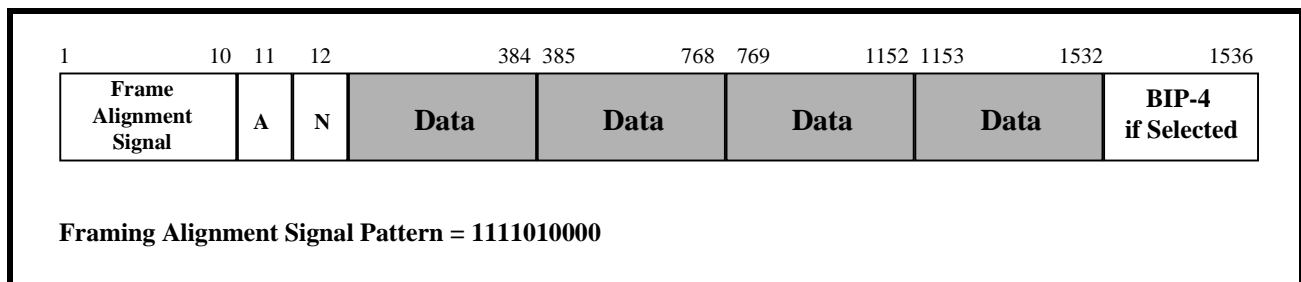 1 10 11 12 384 385 768 769 1152 1153 1532 1536
Frame
Alignment
Signal
A N Data Data Data Data
BIP-4
if Selected
Framing Alignment Signal Pattern = 1111010000